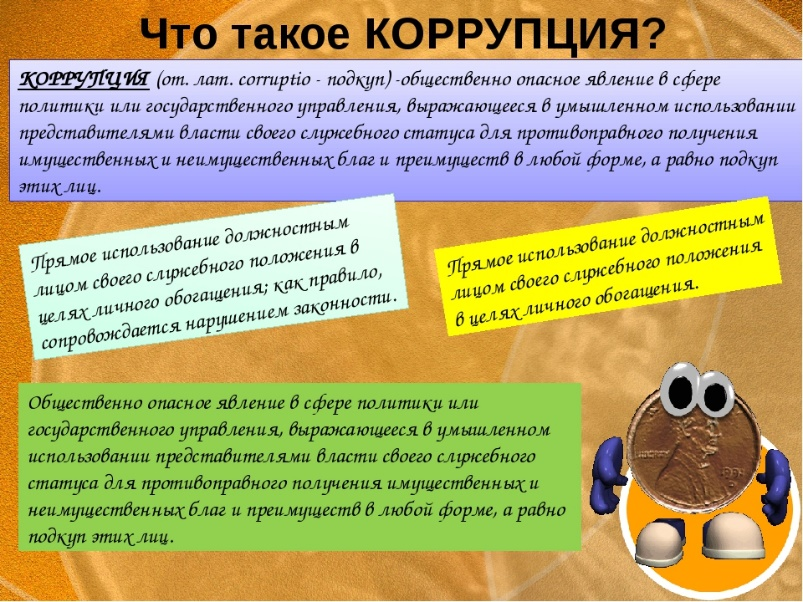 Что такое КОРРУПЦИЯ?
КОРРУПЦИЯ (от. лат. corruptio - подкуп) -общественно опасное явление в сфере
политики или государственного управления, выражающееся в умышленном использовании
представителями власти своего служебного статуса для противоправного получения
имущественных и неимущественных благ и преимуществ в любой форме, а равно подкуп
этих лиц.
Прямое использование должностным
лицом своего служебного положения в
целях личного обогащения; как правило,
сопровождается нарушением законности.
Прямое использование должностным
лицом своего служебного положения
в целях личного обогащения.
Общественно опасное явление в сфере политики или
государственного управления, выражающееся в умышленном
использовании представителями власти своего служебного
статуса для противоправного получения имущественных и
неимущественных благ и преимуществ в любой форме, а равно
подкуп этих лиц.